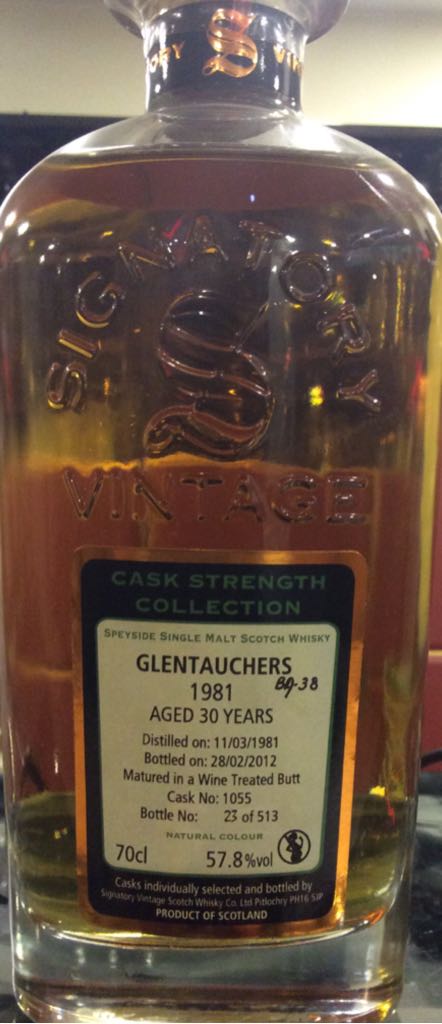 ORY S VIN
SIGNATORY
S
VINTAGE
CASK STRENGTH
COLLECTION
SPEYSIDE SINGLE MALT SCOTCH WHISKY
GLENTAUCHERS
1981
AGED 30 YEARS
Distilled on: 11/03/1981
Bottled on: 28/02/2012
Matured in a Wine Treated Butt
Cask No: 1055
Bottle No: 23 of 513
NATURAL COLOUR
70cl 57.8%vol
Casks individually selected and bottled by
Signatory Vintage Scotch Whisky Co. Ltd Pitlochry PH16 5JP
PRODUCT OF SCOTLAND